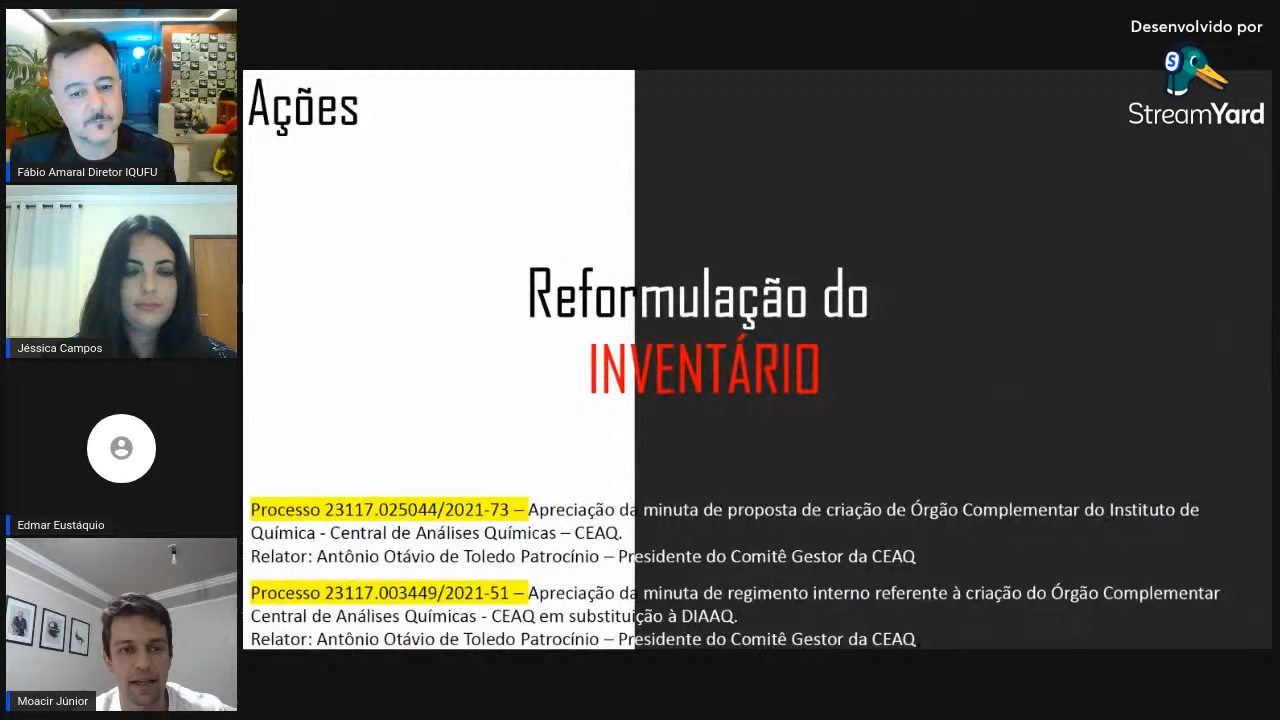 Desenvolvido por
StreamYard
Fábio Amaral Diretor IQUFU
Jéssica Campos
Edmar Eustáquio
Moacir Júnior
Ações
Reformulação do
INVENTÁRIO
Processo 23117.025044/2021-73 – Apreciação da minuta de proposta de criação de Órgão Complementar do Instituto de
Química - Central de Análises Químicas – CEAQ.
Relator: Antônio Otávio de Toledo Patrocínio – Presidente do Comitê Gestor da CEAQ
Processo 23117.003449/2021-51 – Apreciação da minuta de regimento interno referente à criação do Órgão Complementar
Central de Análises Químicas - CEAQ em substituição à DIAAQ.
Relator: Antônio Otávio de Toledo Patrocínio – Presidente do Comitê Gestor da CEAQ